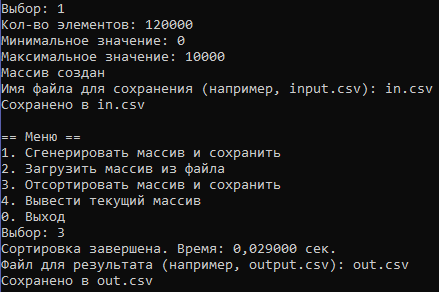 Выбор: 1
Кол-во элементов: 120000
Минимальное значение: 0
Максимальное значение: 10000
Массив создан
Имя файла для сохранения (например, input.csv): in.csv
Сохранено в in.csv
== Меню ==
1. Сгенерировать массив и сохранить
2. Загрузить массив из файла
3. Отсортировать массив и сохранить
4. Вывести текущий массив
0. Выход
Выбор: 3
Сортировка завершена. Время: 0,029000 сек.
Файл для результата (например, output.csv): out.csv
Сохранено в out.csv